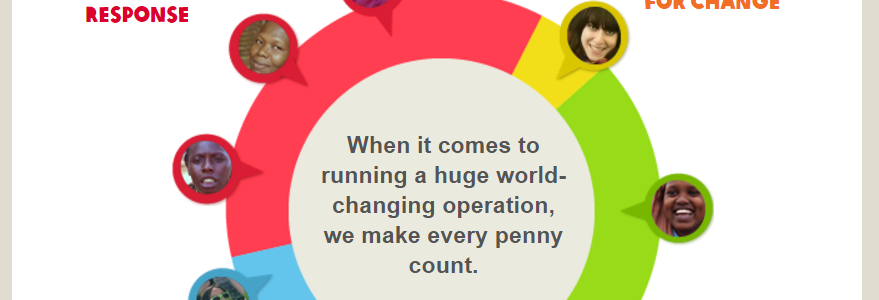 RESPONSE
FOR CHANGE
When it comes to
running a huge world-
changing operation,
we make every penny
count.